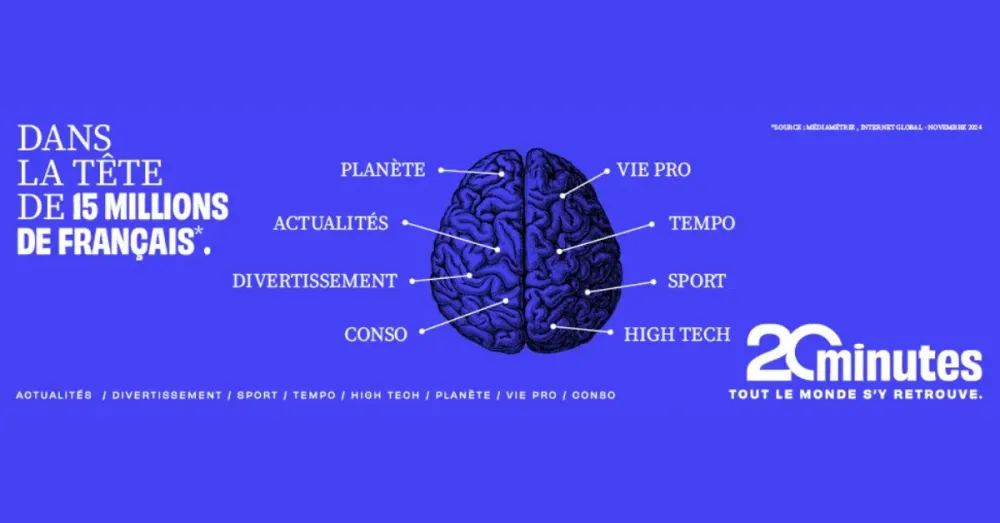 DANS
LA TÊTE
DE 15 MILLIONS
DE FRANÇAIS*.
*SOURCE : MÉDIAMÉTRIE, INTERNET GLOBAL - NOVEMBRE 2024
PLANÈTE
VIE PRO
ACTUALITÉS
TEMPO
DIVERTISSEMENT
SPORT
CONSO
HIGH TECH
20minutes
TOUT LE MONDE S'Y RETROUVE.
ACTUALITÉS / DIVERTISSEMENT / SPORT / TEMPO / HIGH TECH / PLANÈTE / VIE PRO / CONSO